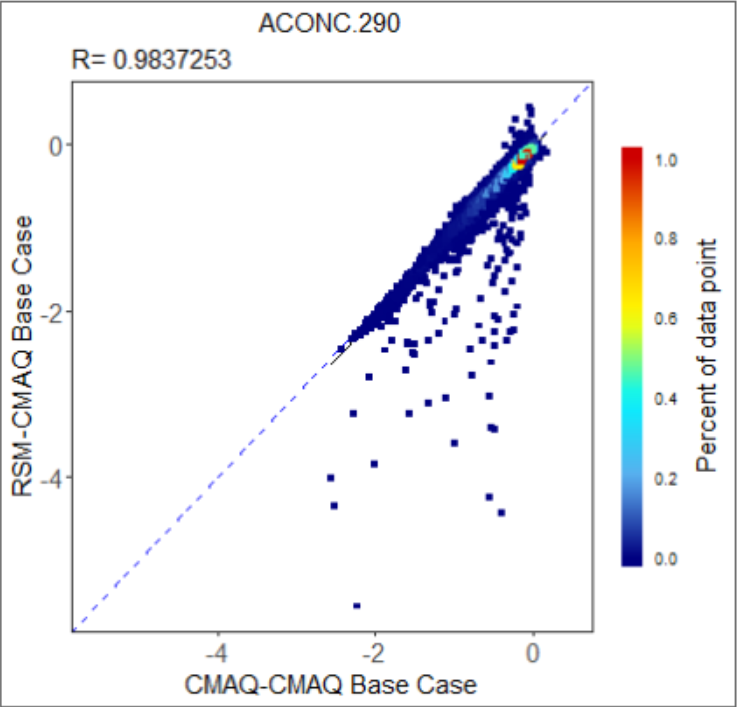 ACONC.290
R= 0.9837253
0
-2
-4
RSM-CMAQ Base Case
-4
-2
0
CMAQ-CMAQ Base Case
1.0
0.8
0.6
0.4
0.2
0.0
Percent of data point